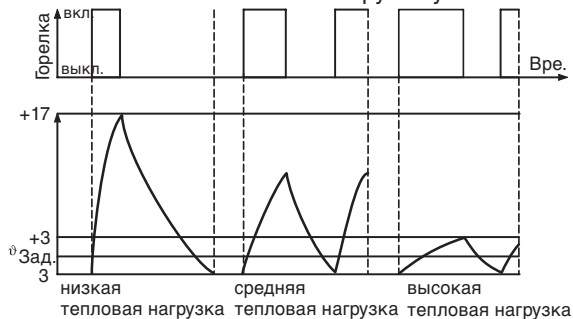 Горелка
вкл.
выкл.
Вре.
+17
+3
ϑЗад.
3
низкая
тепловая нагрузка
средняя
тепловая нагрузка
высокая
тепловая нагрузка